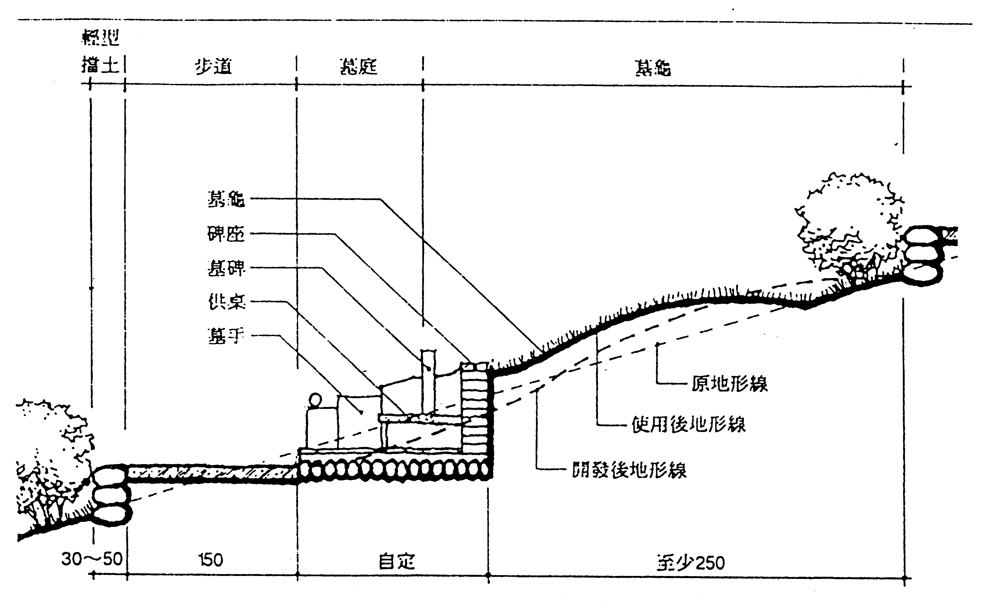 輕型
擋土 步道 墓庭 墓龜
墓龜
碑座
墓碑
供桌
墓手
原地形線
使用後地形線
開發後地形線
30～50 150 自定 至少250